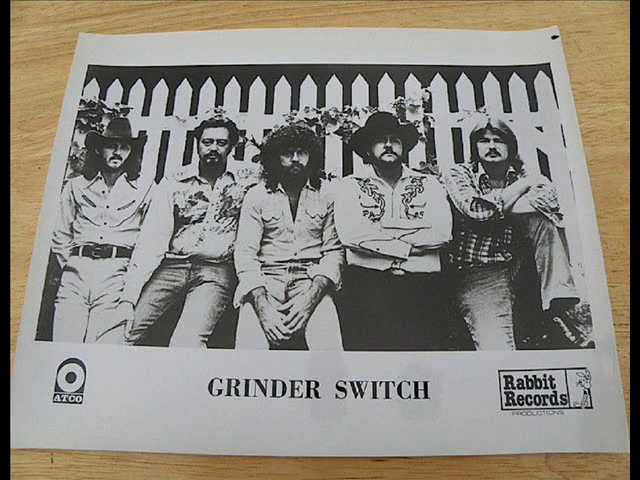 GRINDER SWITCH
ATCO
Rabbit
Records
PRODUCTIONS